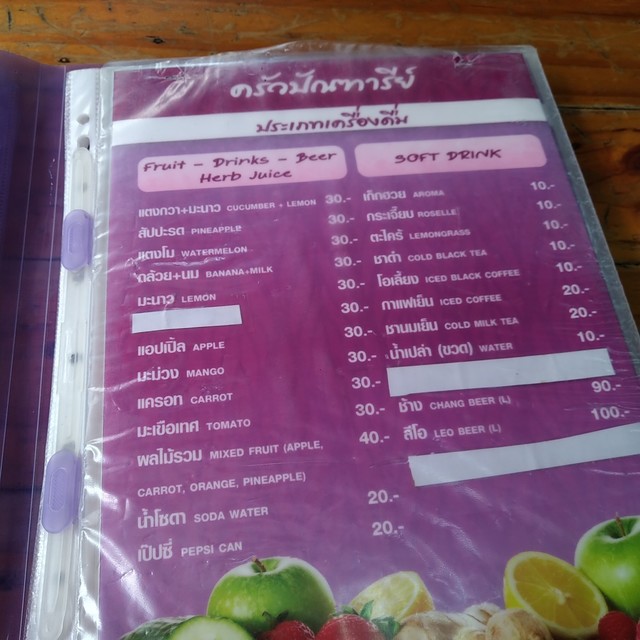 ครัวปัณฑารีย์
ประเภทเครื่องดื่ม
Fruit - Drinks - Beer
Herb Juice
แตงกวา+มะนาว CUCUMBER + LEMON 30.-
สัปปะรด PINEAPPLE 30.-
แตงโม WATERMELON 30.-
กล้วย+นม BANANA+MILK 30.-
มะนาว LEMON 30.-
แอปเปิ้ล APPLE 30.-
มะม่วง MANGO 30.-
แครอท CARROT 30.-
มะเขือเทศ TOMATO 30.-
ผลไม้รวม MIXED FRUIT (APPLE, 40.-
CARROT, ORANGE, PINEAPPLE)
น้ำโซดา SODA WATER 20.-
เป๊ปซี่ PEPSI CAN 20.-
SOFT DRINK
เก๊กฮวย AROMA 10.-
กระเจี๊ยบ ROSELLE 10.-
ตะไคร้ LEMONGRASS 10.-
ชาดำ COLD BLACK TEA 10.-
โอเลี้ยง ICED BLACK COFFEE 10.-
กาแฟเย็น ICED COFFEE 20.-
ชานมเย็น COLD MILK TEA 20.-
น้ำเปล่า (ขวด) WATER 10.-
ช้าง CHANG BEER (L) 90.-
ลีโอ LEO BEER (L) 100.-